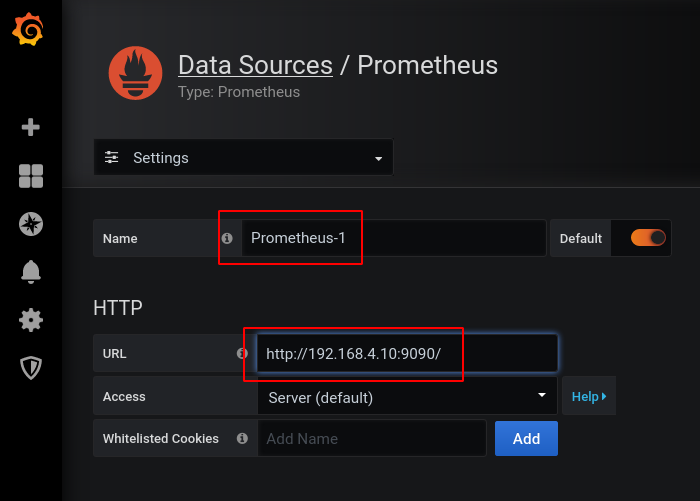 Data Sources / Prometheus
Type: Prometheus
Settings
Name Prometheus-1 Default
HTTP
URL http://192.168.4.10:9090/
Access Server (default) Help
Whitelisted Cookies Add Name Add